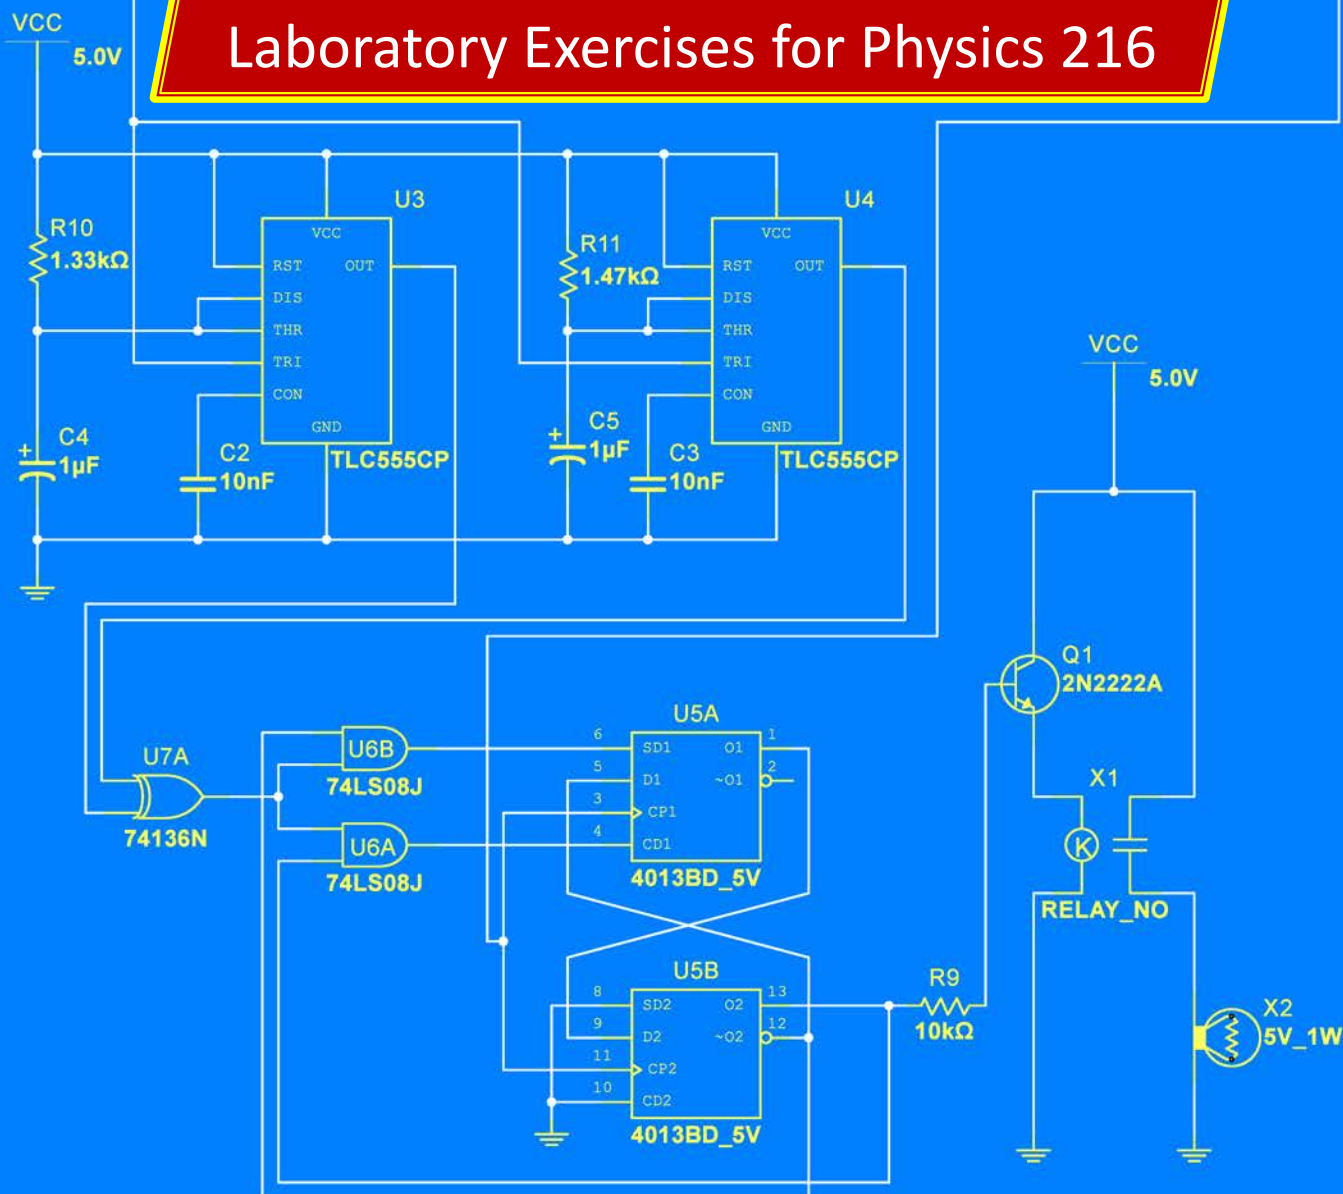 Laboratory Exercises for Physics 216
VCC
5.0V
R10
1.33kΩ
C4
1µF
C2
10nF
U3
VCC
RST
OUT
DIS
THR
TRI
CON
GND
TLC555CP
R11
1.47kΩ
C5
1µF
C3
10nF
U4
VCC
RST
OUT
DIS
THR
TRI
CON
GND
TLC555CP
VCC
5.0V
Q1
2N2222A
X1
K
RELAY_NO
X2
5V_1W
U7A
74136N
U6B
74LS08J
U6A
74LS08J
U5A
6 SD1 O1 1
5 D1 ~O1 2
3 CP1
4 CD1
4013BD_5V
U5B
8 SD2 O2 13
9 D2 ~O2 12
11 CP2
10 CD2
4013BD_5V
R9
10kΩ